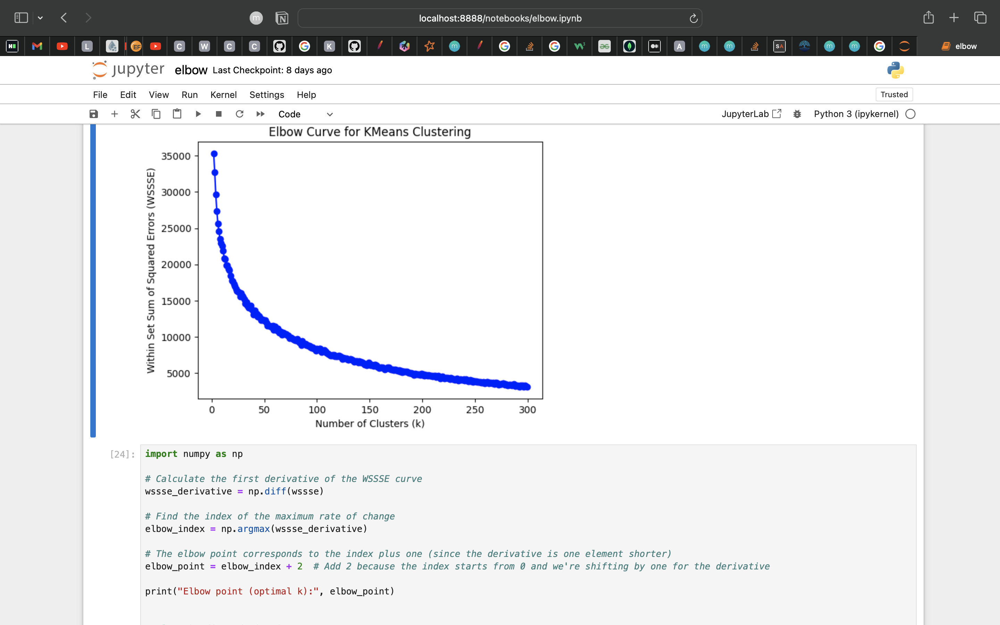 localhost:8888/notebooks/elbow.ipynb
m
L
EF
C
W
C
C
K
m
W3
A
m
m
SA
m
m
elbow
jupyter elbow Last Checkpoint: 8 days ago
File Edit View Run Kernel Settings Help
Trusted
Code
JupyterLab
Python 3 (ipykernel)
Elbow Curve for KMeans Clustering
Within Set Sum of Squared Errors (WSSSE)
35000
30000
25000
20000
15000
10000
5000
0 50 100 150 200 250 300
Number of Clusters (k)
[24]:
import numpy as np
# Calculate the first derivative of the WSSSE curve
wssse_derivative = np.diff(wssse)
# Find the index of the maximum rate of change
elbow_index = np.argmax(wssse_derivative)
# The elbow point corresponds to the index plus one (since the derivative is one element shorter)
elbow_point = elbow_index + 2  # Add 2 because the index starts from 0 and we're shifting by one for the derivative
print("Elbow point (optimal k):", elbow_point)